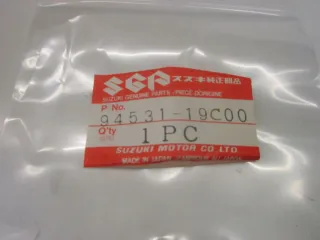 SGP スズキ純正部品
SUZUKI GENUINE PARTS-PIECE D'ORIGINE
P No.
94531-19C00
Q'ty
1PC
SUZUKI MOTOR CO LTD
MADE IN JAPAN